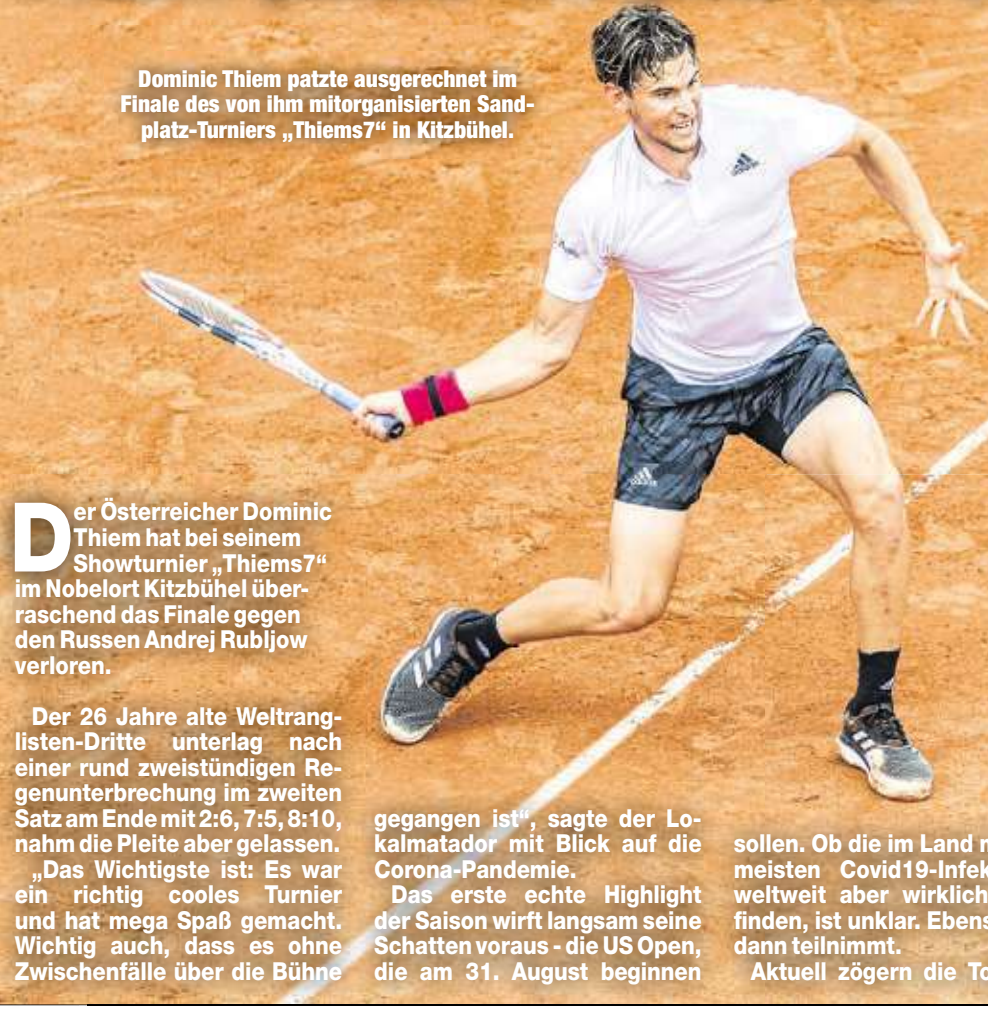 Dominic Thiem patzte ausgerechnet im
Finale des von ihm mitorganisierten Sand-
platz-Turniers „Thiems7“ in Kitzbühel.
adidas
adidas
Der Österreicher Dominic
Thiem hat bei seinem
Showturnier „Thiems7“
im Nobelort Kitzbühel über-
raschend das Finale gegen
den Russen Andrej Rubljow
verloren.
Der 26 Jahre alte Weltrang-
listen-Dritte unterlag nach
einer rund zweistündigen Re-
genunterbrechung im zweiten
Satz am Ende mit 2:6, 7:5, 8:10,
nahm die Pleite aber gelassen.
„Das Wichtigste ist: Es war
ein richtig cooles Turnier
und hat mega Spaß gemacht.
Wichtig auch, dass es ohne
Zwischenfälle über die Bühne
gegangen ist“, sagte der Lo-
kalmatador mit Blick auf die
Corona-Pandemie.
Das erste echte Highlight
der Saison wirft langsam seine
Schatten voraus - die US Open,
die am 31. August beginnen
sollen. Ob die im Land
meisten Covid19-Infek
weltweit aber wirklich
finden, ist unklar. Ebens
dann teilnimmt.
Aktuell zögern die To